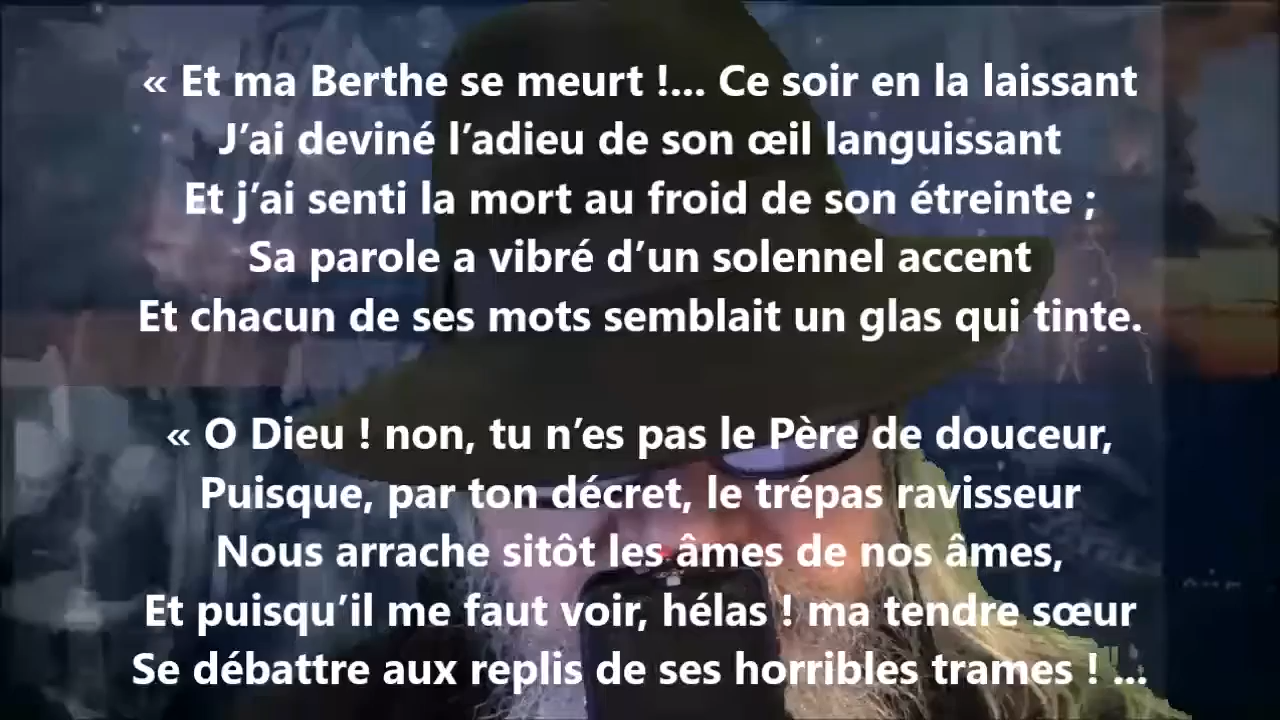 « Et ma Berthe se meurt !... Ce soir en la laissant
J’ai deviné l’adieu de son œil languissant
Et j’ai senti la mort au froid de son étreinte ;
Sa parole a vibré d’un solennel accent
Et chacun de ses mots semblait un glas qui tinte.
« O Dieu ! non, tu n’es pas le Père de douceur,
Puisque, par ton décret, le trépas ravisseur
Nous arrache sitôt les âmes de nos âmes,
Et puisqu’il me faut voir, hélas ! ma tendre sœur
Se débattre aux replis de ses horribles trames ! ...